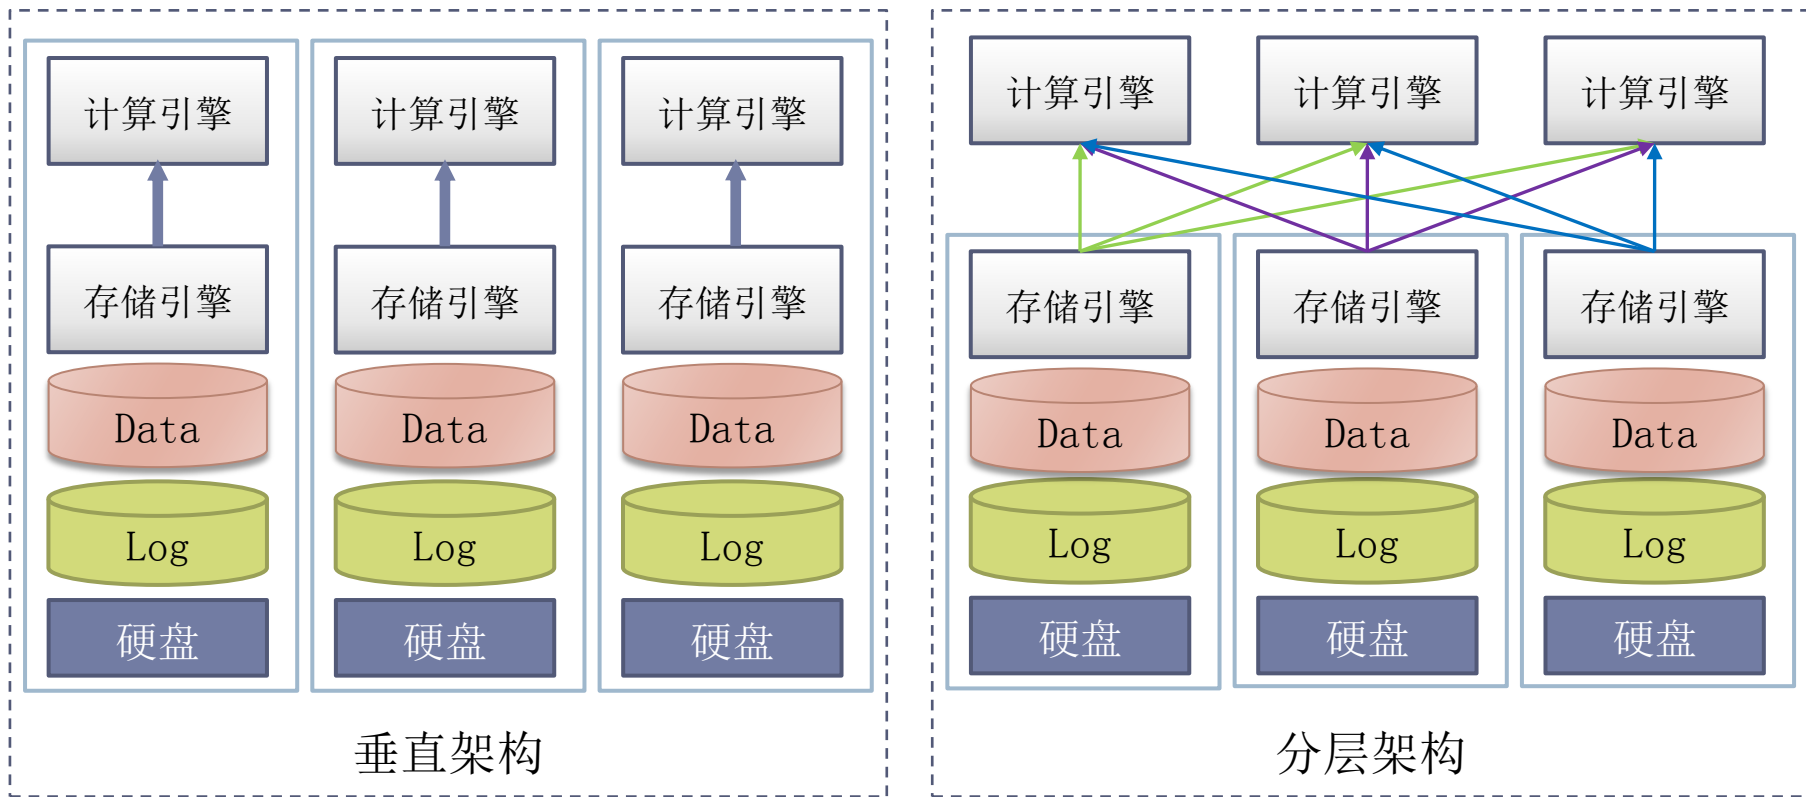 计算引擎 计算引擎 计算引擎
存储引擎 存储引擎 存储引擎
Data Data Data
Log Log Log
硬盘 硬盘 硬盘
垂直架构
计算引擎 计算引擎 计算引擎
存储引擎 存储引擎 存储引擎
Data Data Data
Log Log Log
硬盘 硬盘 硬盘
分层架构